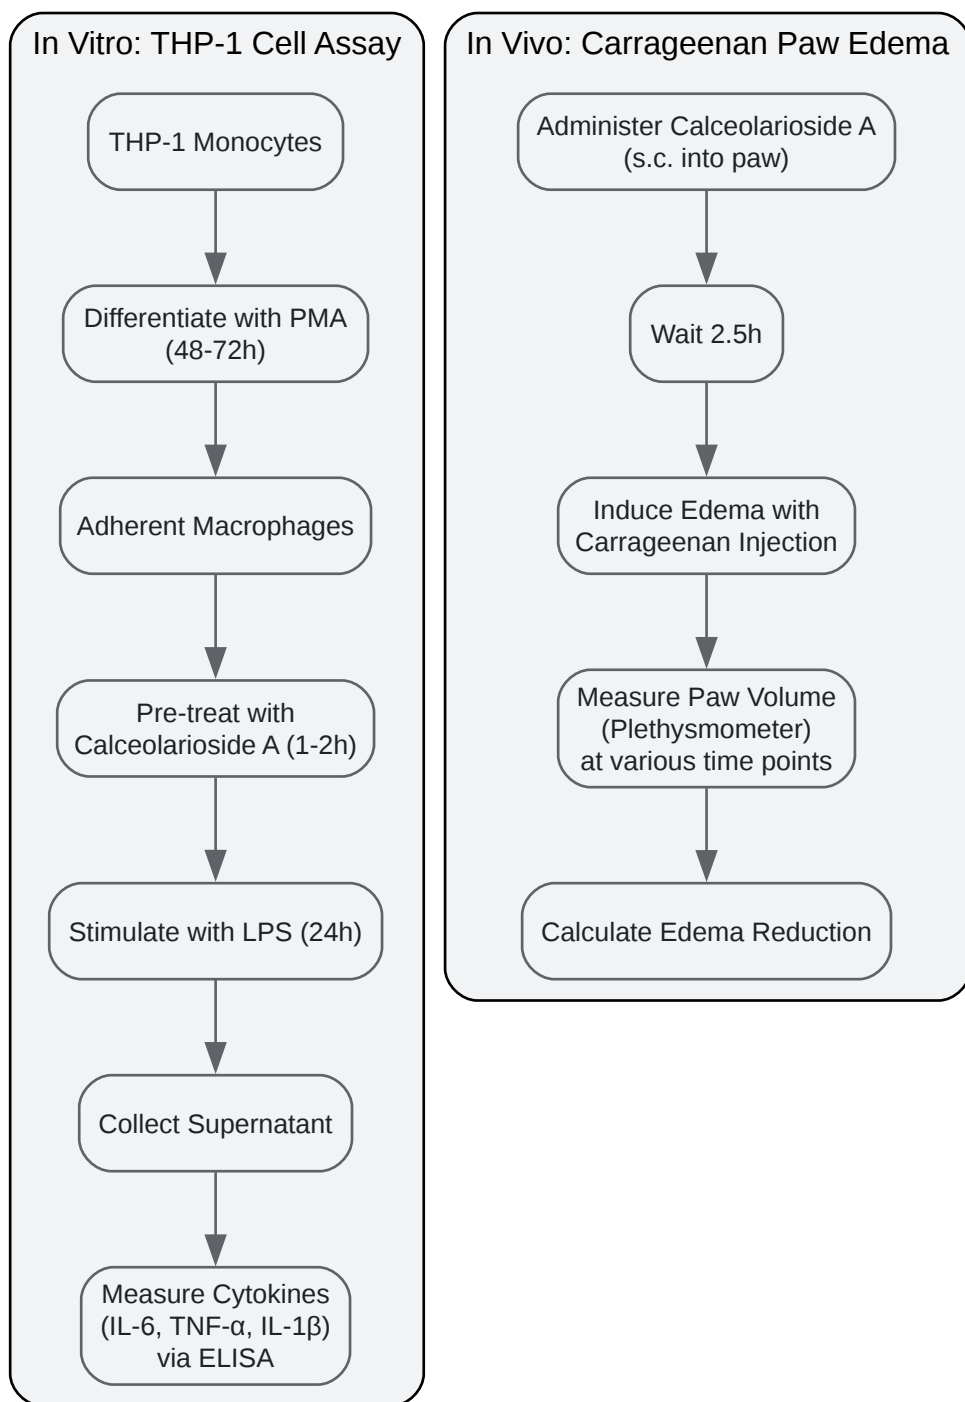 In Vitro: THP-1 Cell Assay
THP-1 Monocytes
Differentiate with PMA
(48-72h)
Adherent Macrophages
Pre-treat with
Calceolarioside A (1-2h)
Stimulate with LPS (24h)
Collect Supernatant
Measure Cytokines
(IL-6, TNF-α, IL-1β)
via ELISA
In Vivo: Carrageenan Paw Edema
Administer Calceolarioside A
(s.c. into paw)
Wait 2.5h
Induce Edema with
Carrageenan Injection
Measure Paw Volume
(Plethysmometer)
at various time points
Calculate Edema Reduction